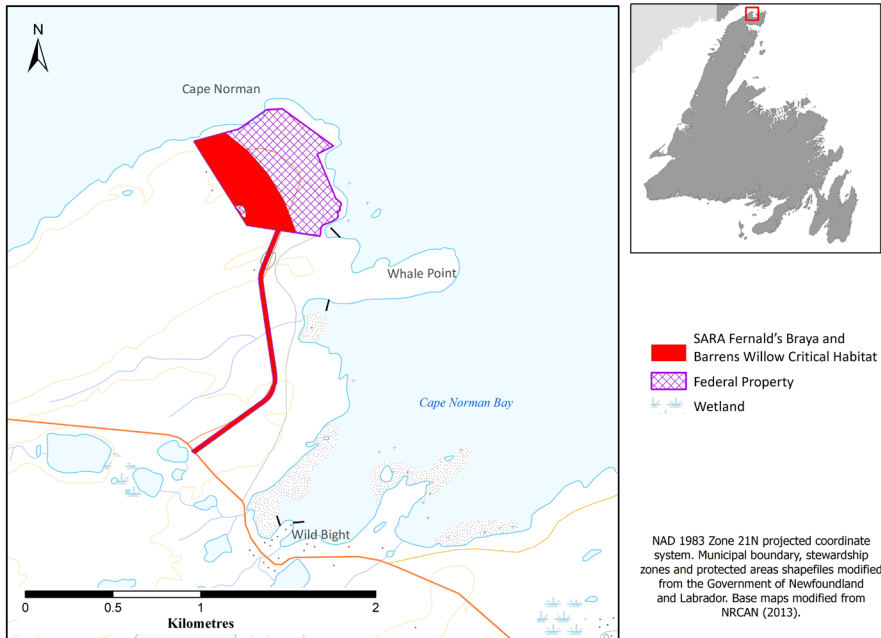 N
Cape Norman
Whale Point
Cape Norman Bay
Wild Bight
0
0.5
1
2
Kilometres
SARA Fernald's Braya and
Barrens Willow Critical Habitat
Federal Property
Wetland
NAD 1983 Zone 21N projected coordinate
system. Municipal boundary, stewardship
zones and protected areas shapefiles modified
from the Government of Newfoundland
and Labrador. Base maps modified from
NRCAN (2013).